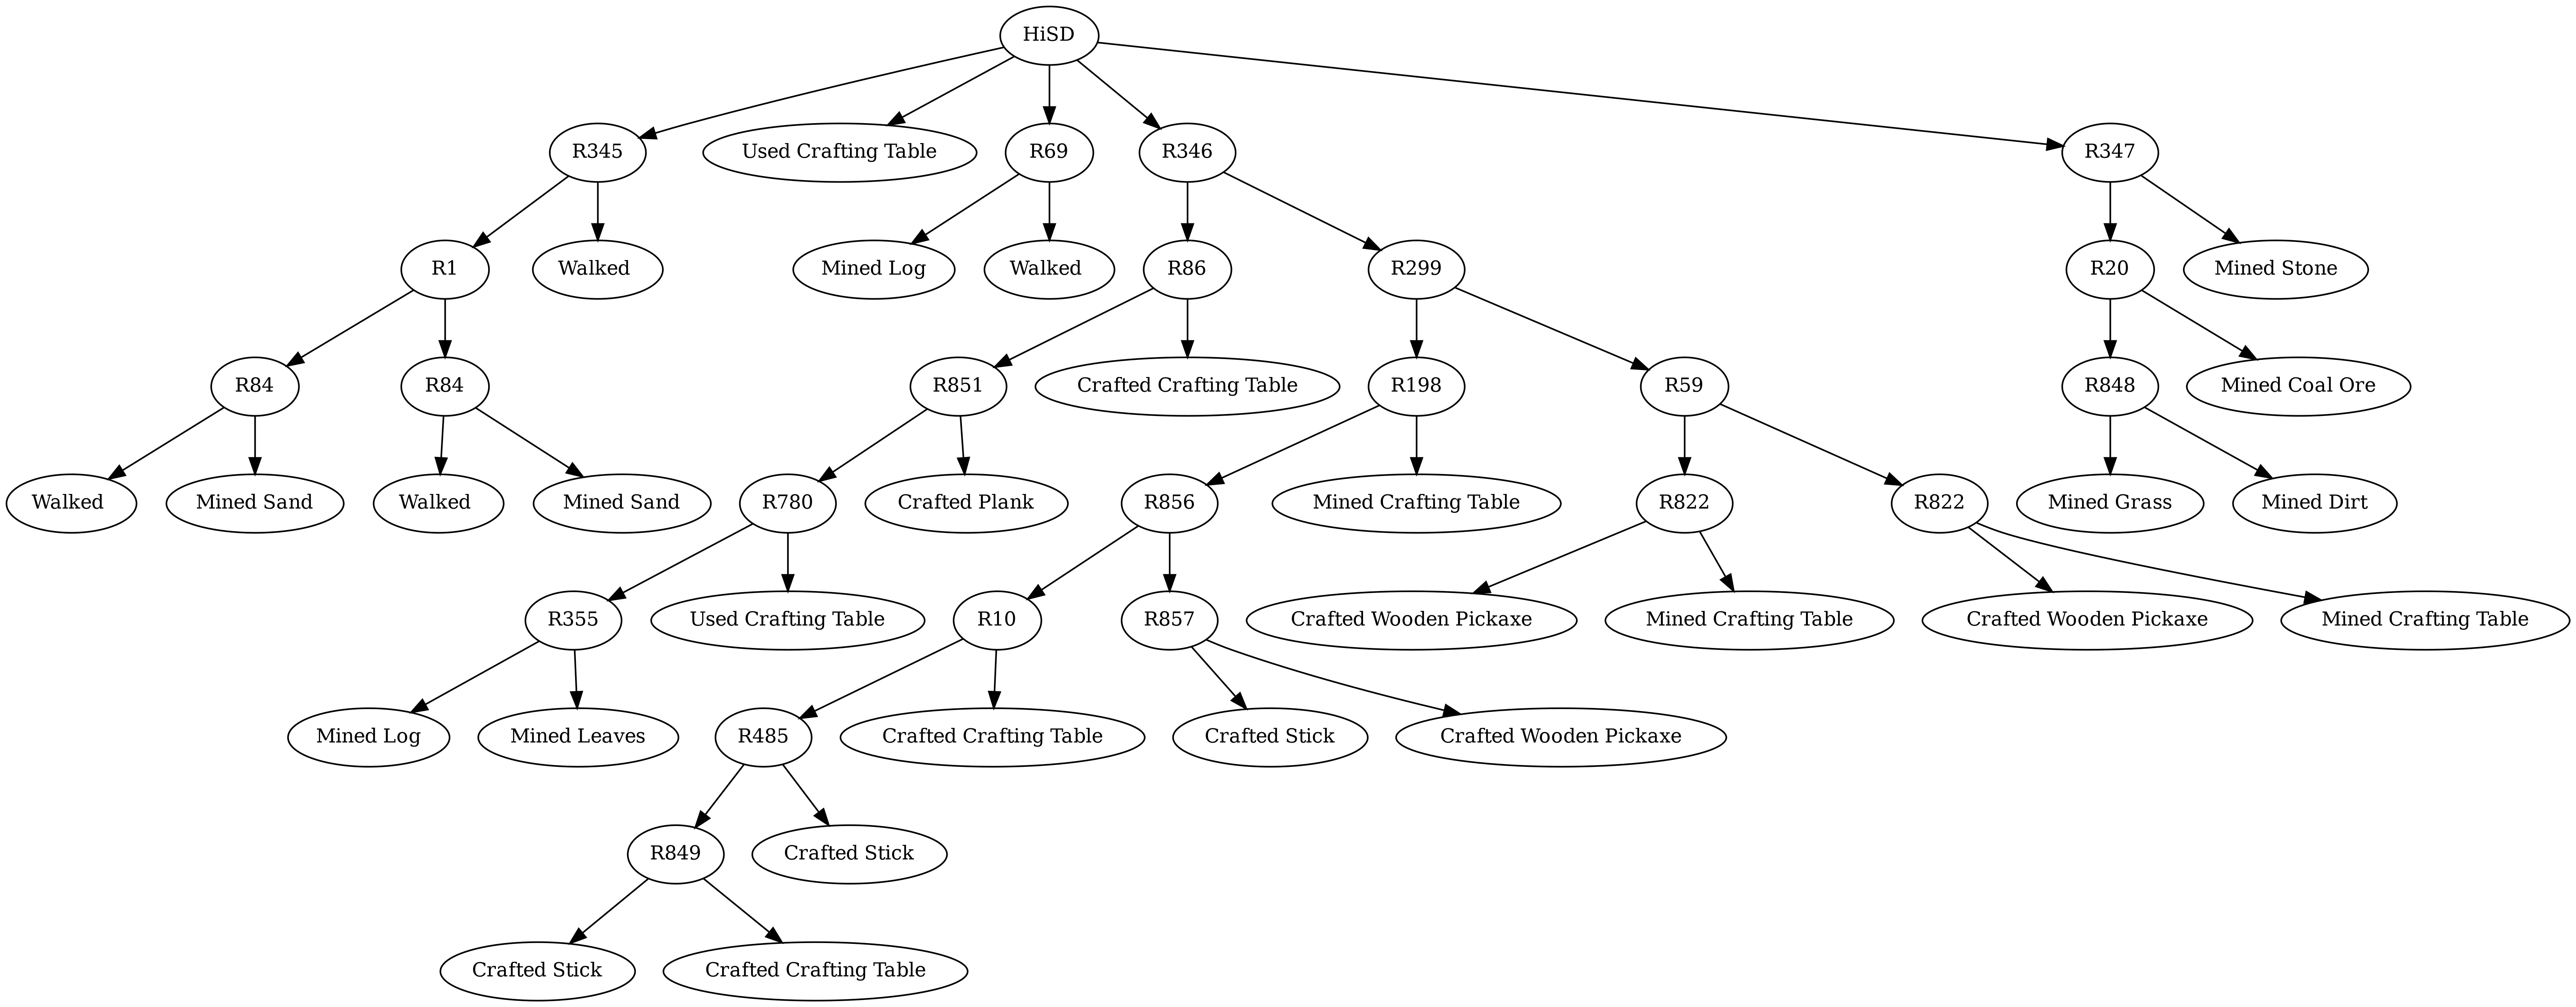 HiSD
R345
Used Crafting Table
R69
R346
R347
R1
Walked
Mined Log
Walked
R86
R299
R20
Mined Stone
R84
R84
R851
Crafted Crafting Table
R198
R59
R848
Mined Coal Ore
Walked
Mined Sand
Walked
Mined Sand
R780
Crafted Plank
R856
Mined Crafting Table
R822
R822
Mined Grass
Mined Dirt
R355
Used Crafting Table
R10
R857
Crafted Wooden Pickaxe
Mined Crafting Table
Crafted Wooden Pickaxe
Mined Crafting Table
Mined Log
Mined Leaves
R485
Crafted Crafting Table
Crafted Stick
Crafted Wooden Pickaxe
R849
Crafted Stick
Crafted Stick
Crafted Crafting Table